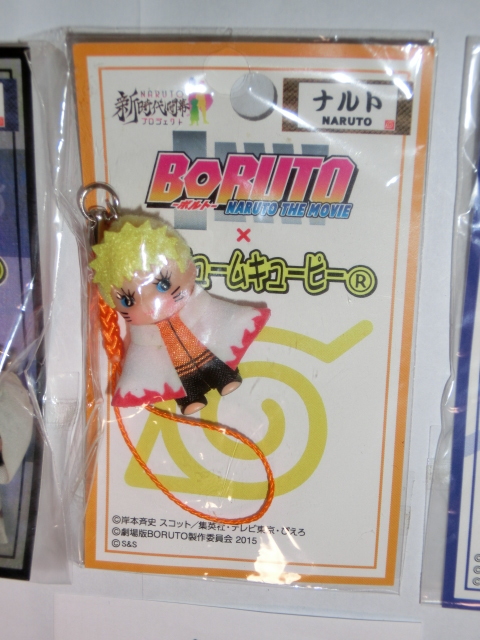 NARUTO
新時代開幕
プロジェクト
ナルト
NARUTO
BORUTO
-ボルト-
NARUTO THE MOVIE
×
ュームキューピー®
©岸本斉史 スコット/集英社・テレビ東京・ぴえろ
©劇場版BORUTO製作委員会 2015
©S&S